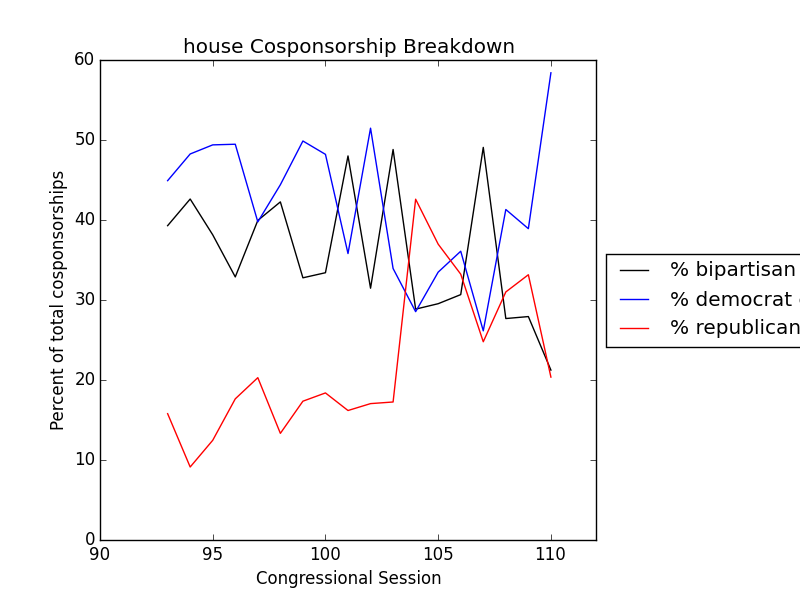 house Cosponsorship Breakdown
60
50
40
30
20
10
0
Percent of total cosponsorships
90
95
100
105
110
Congressional Session
% bipartisan
% democrat
% republican